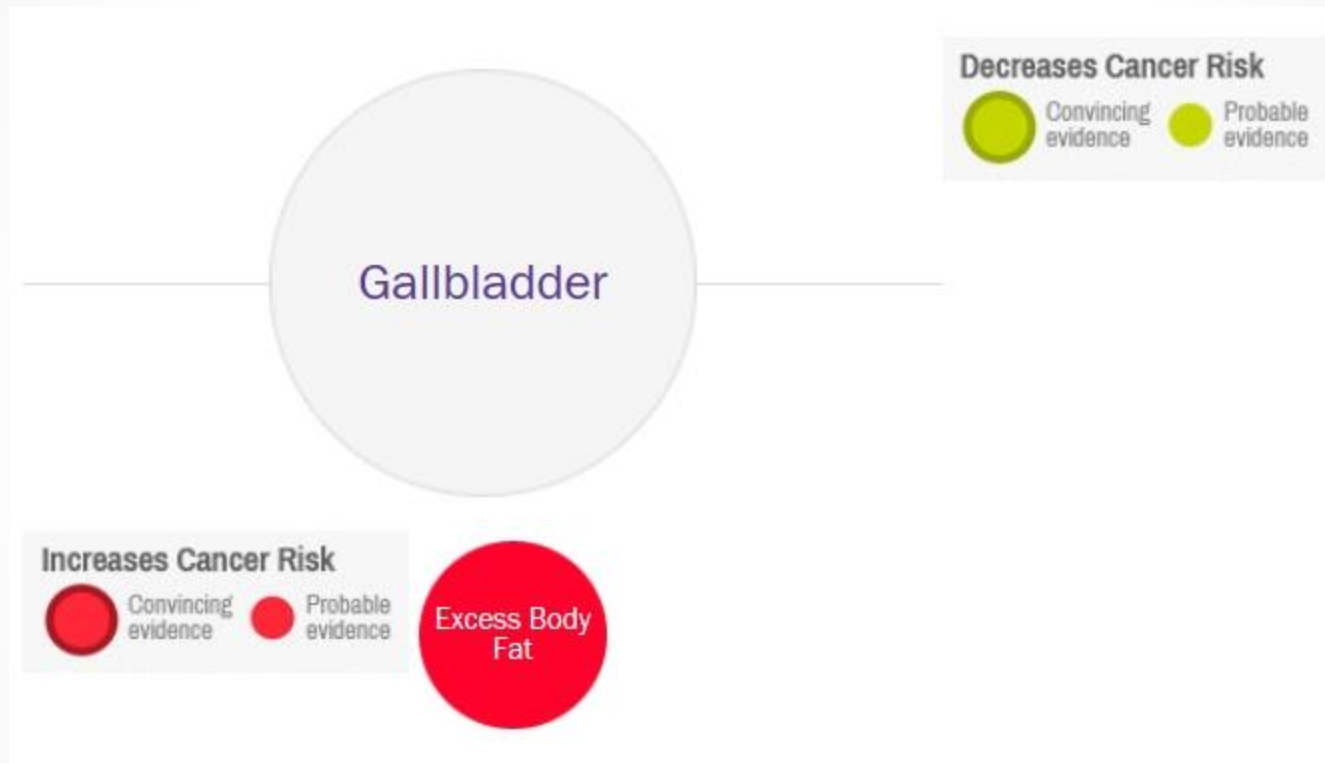 Decreases Cancer Risk
Convincing
evidence
Probable
evidence
Gallbladder
Increases Cancer Risk
Convincing
evidence
Probable
evidence
Excess Body
Fat